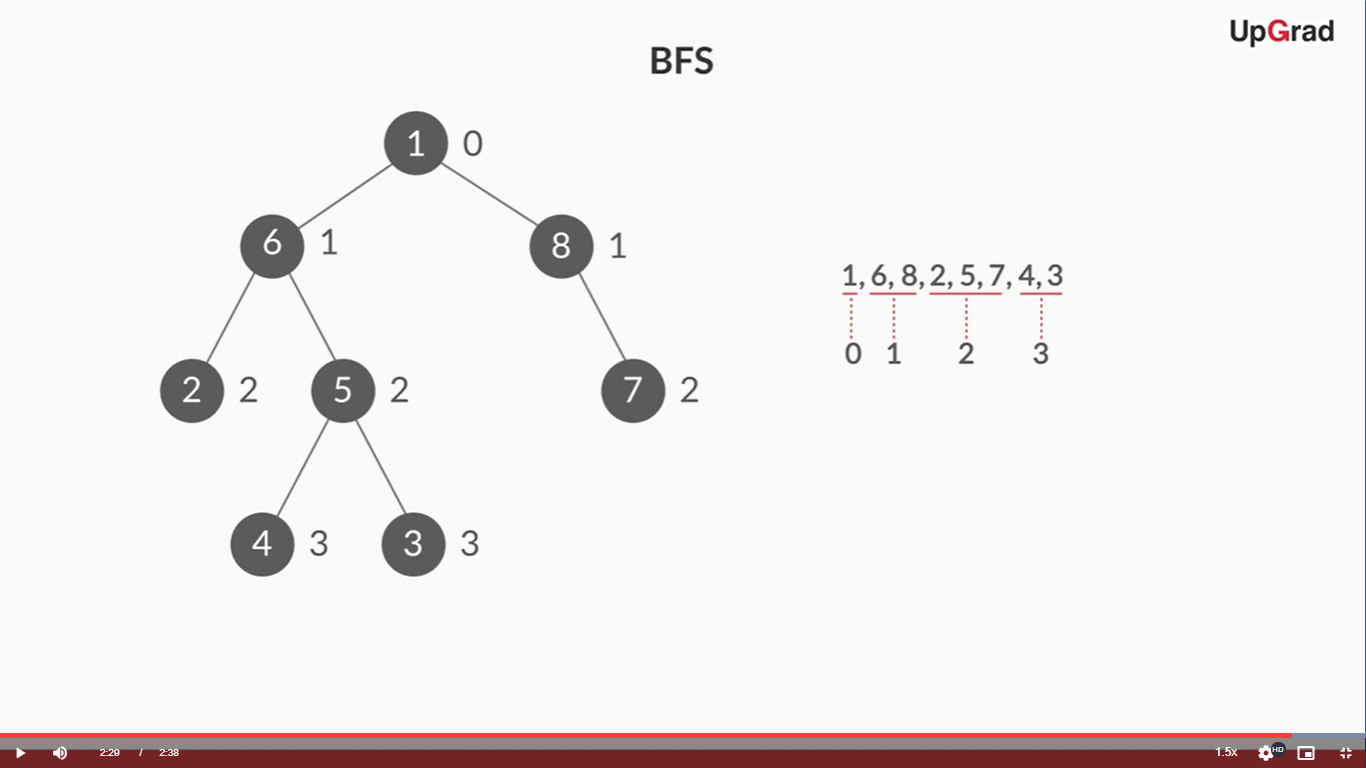 UpGrad
BFS
1 0
6 1 8 1
1, 6, 8, 2, 5, 7, 4, 3
0 1 2 3
2 2 5 2 7 2
4 3 3 3
2:29 / 2:38 1.5x HD